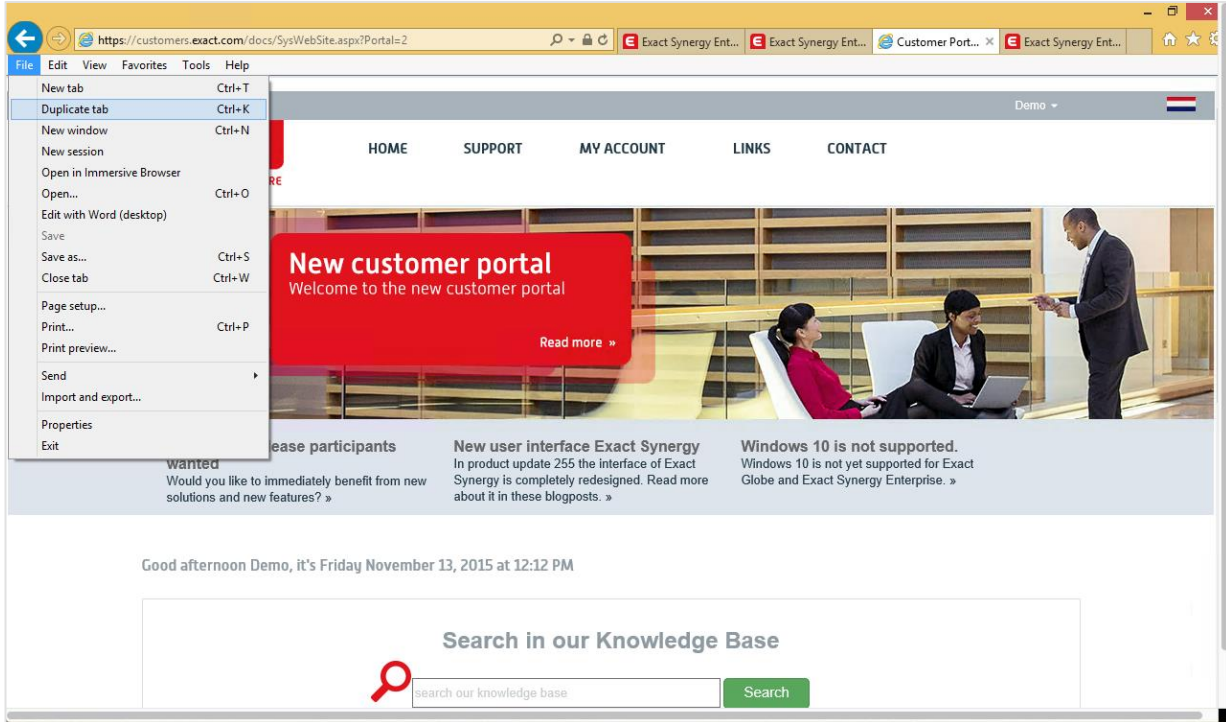 https://customers.exact.com/docs/SysWebSite.aspx?Portal=2
Exact Synergy Ent...
Exact Synergy Ent...
Customer Port...
Exact Synergy Ent...
File Edit View Favorites Tools Help
New tab Ctrl+T
Duplicate tab Ctrl+K
New window Ctrl+N
New session
Open in Immersive Browser
Open... Ctrl+O
Edit with Word (desktop)
Save
Save as... Ctrl+S
Close tab Ctrl+W
Page setup...
Print... Ctrl+P
Print preview...
Send
Import and export...
Properties
Exit
Demo
HOME SUPPORT MY ACCOUNT LINKS CONTACT
RE
New customer portal
Welcome to the new customer portal
Read more »
ease participants
wanted
Would you like to immediately benefit from new
solutions and new features? »
New user interface Exact Synergy
In product update 255 the interface of Exact
Synergy is completely redesigned. Read more
about it in these blogposts. »
Windows 10 is not supported.
Windows 10 is not yet supported for Exact
Globe and Exact Synergy Enterprise. »
Good afternoon Demo, it's Friday November 13, 2015 at 12:12 PM
Search in our Knowledge Base
search our knowledge base
Search